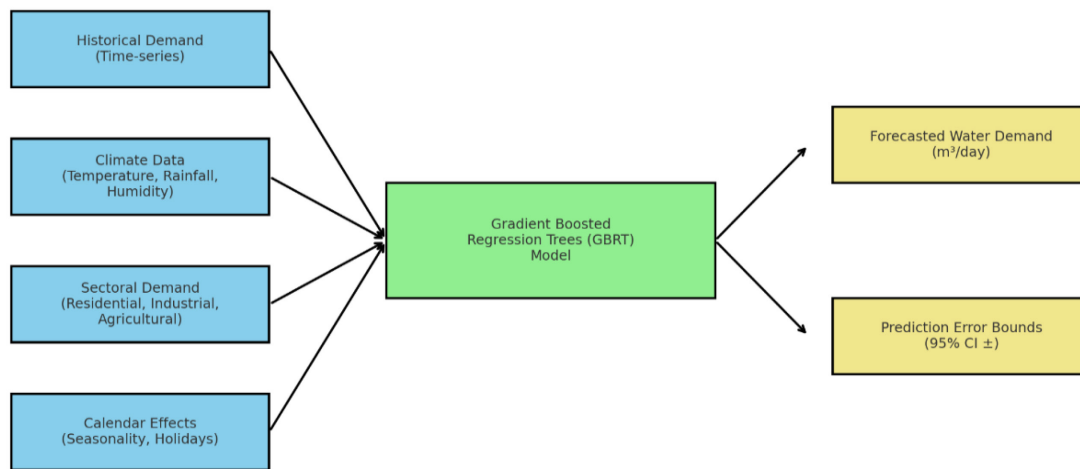 Historical Demand
(Time-series)
Climate Data
(Temperature, Rainfall,
Humidity)
Sectoral Demand
(Residential, Industrial,
Agricultural)
Calendar Effects
(Seasonality, Holidays)
Gradient Boosted
Regression Trees (GBRT)
Model
Forecasted Water Demand
(m³/day)
Prediction Error Bounds
(95% CI ±)